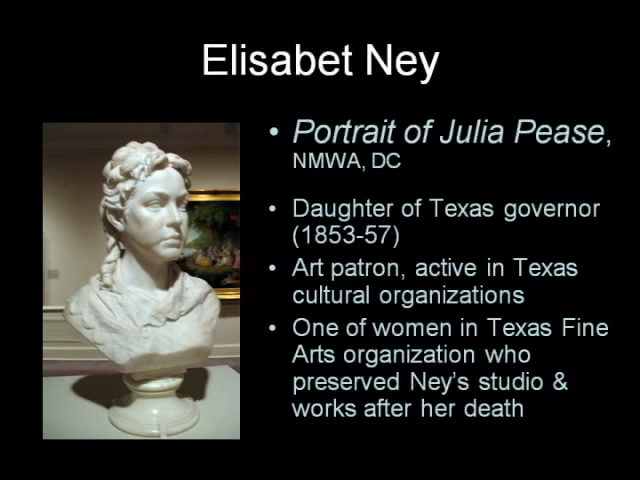 Elisabet Ney
• Portrait of Julia Pease,
NMWA, DC
• Daughter of Texas governor
(1853-57)
• Art patron, active in Texas
cultural organizations
• One of women in Texas Fine
Arts organization who
preserved Ney's studio &
works after her death